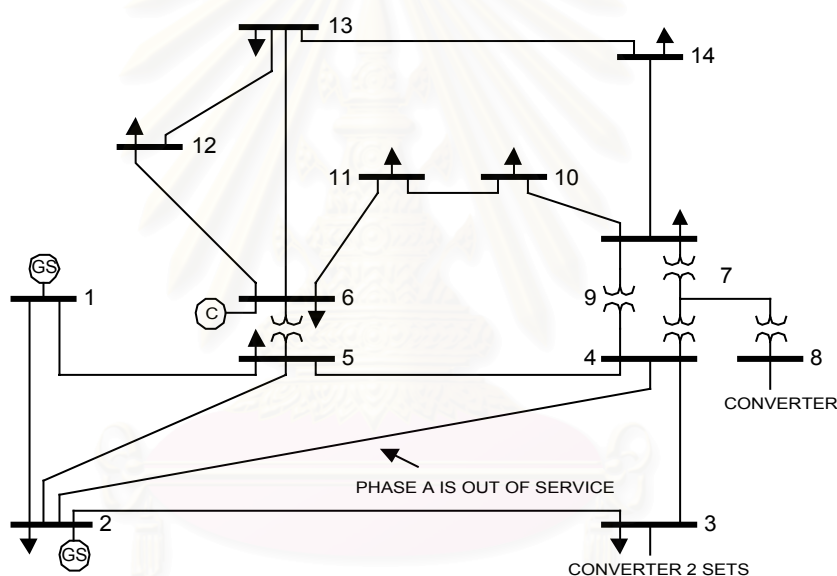 13
14
12
11
10
GS
1
7
9
6
C
5
4
8
CONVERTER
PHASE A IS OUT OF SERVICE
2
3
GS
CONVERTER 2 SETS